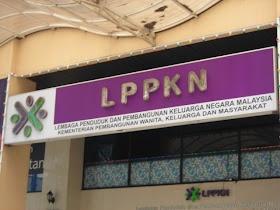 LPPKN
LEMBAGA PENDUDUK DAN PEMBANGUNAN KELUARGA NEGARA MALAYSIA
KEMENTERIAN PEMBANGUNAN WANITA, KELUARGA DAN MASYARAKAT
LPPKN